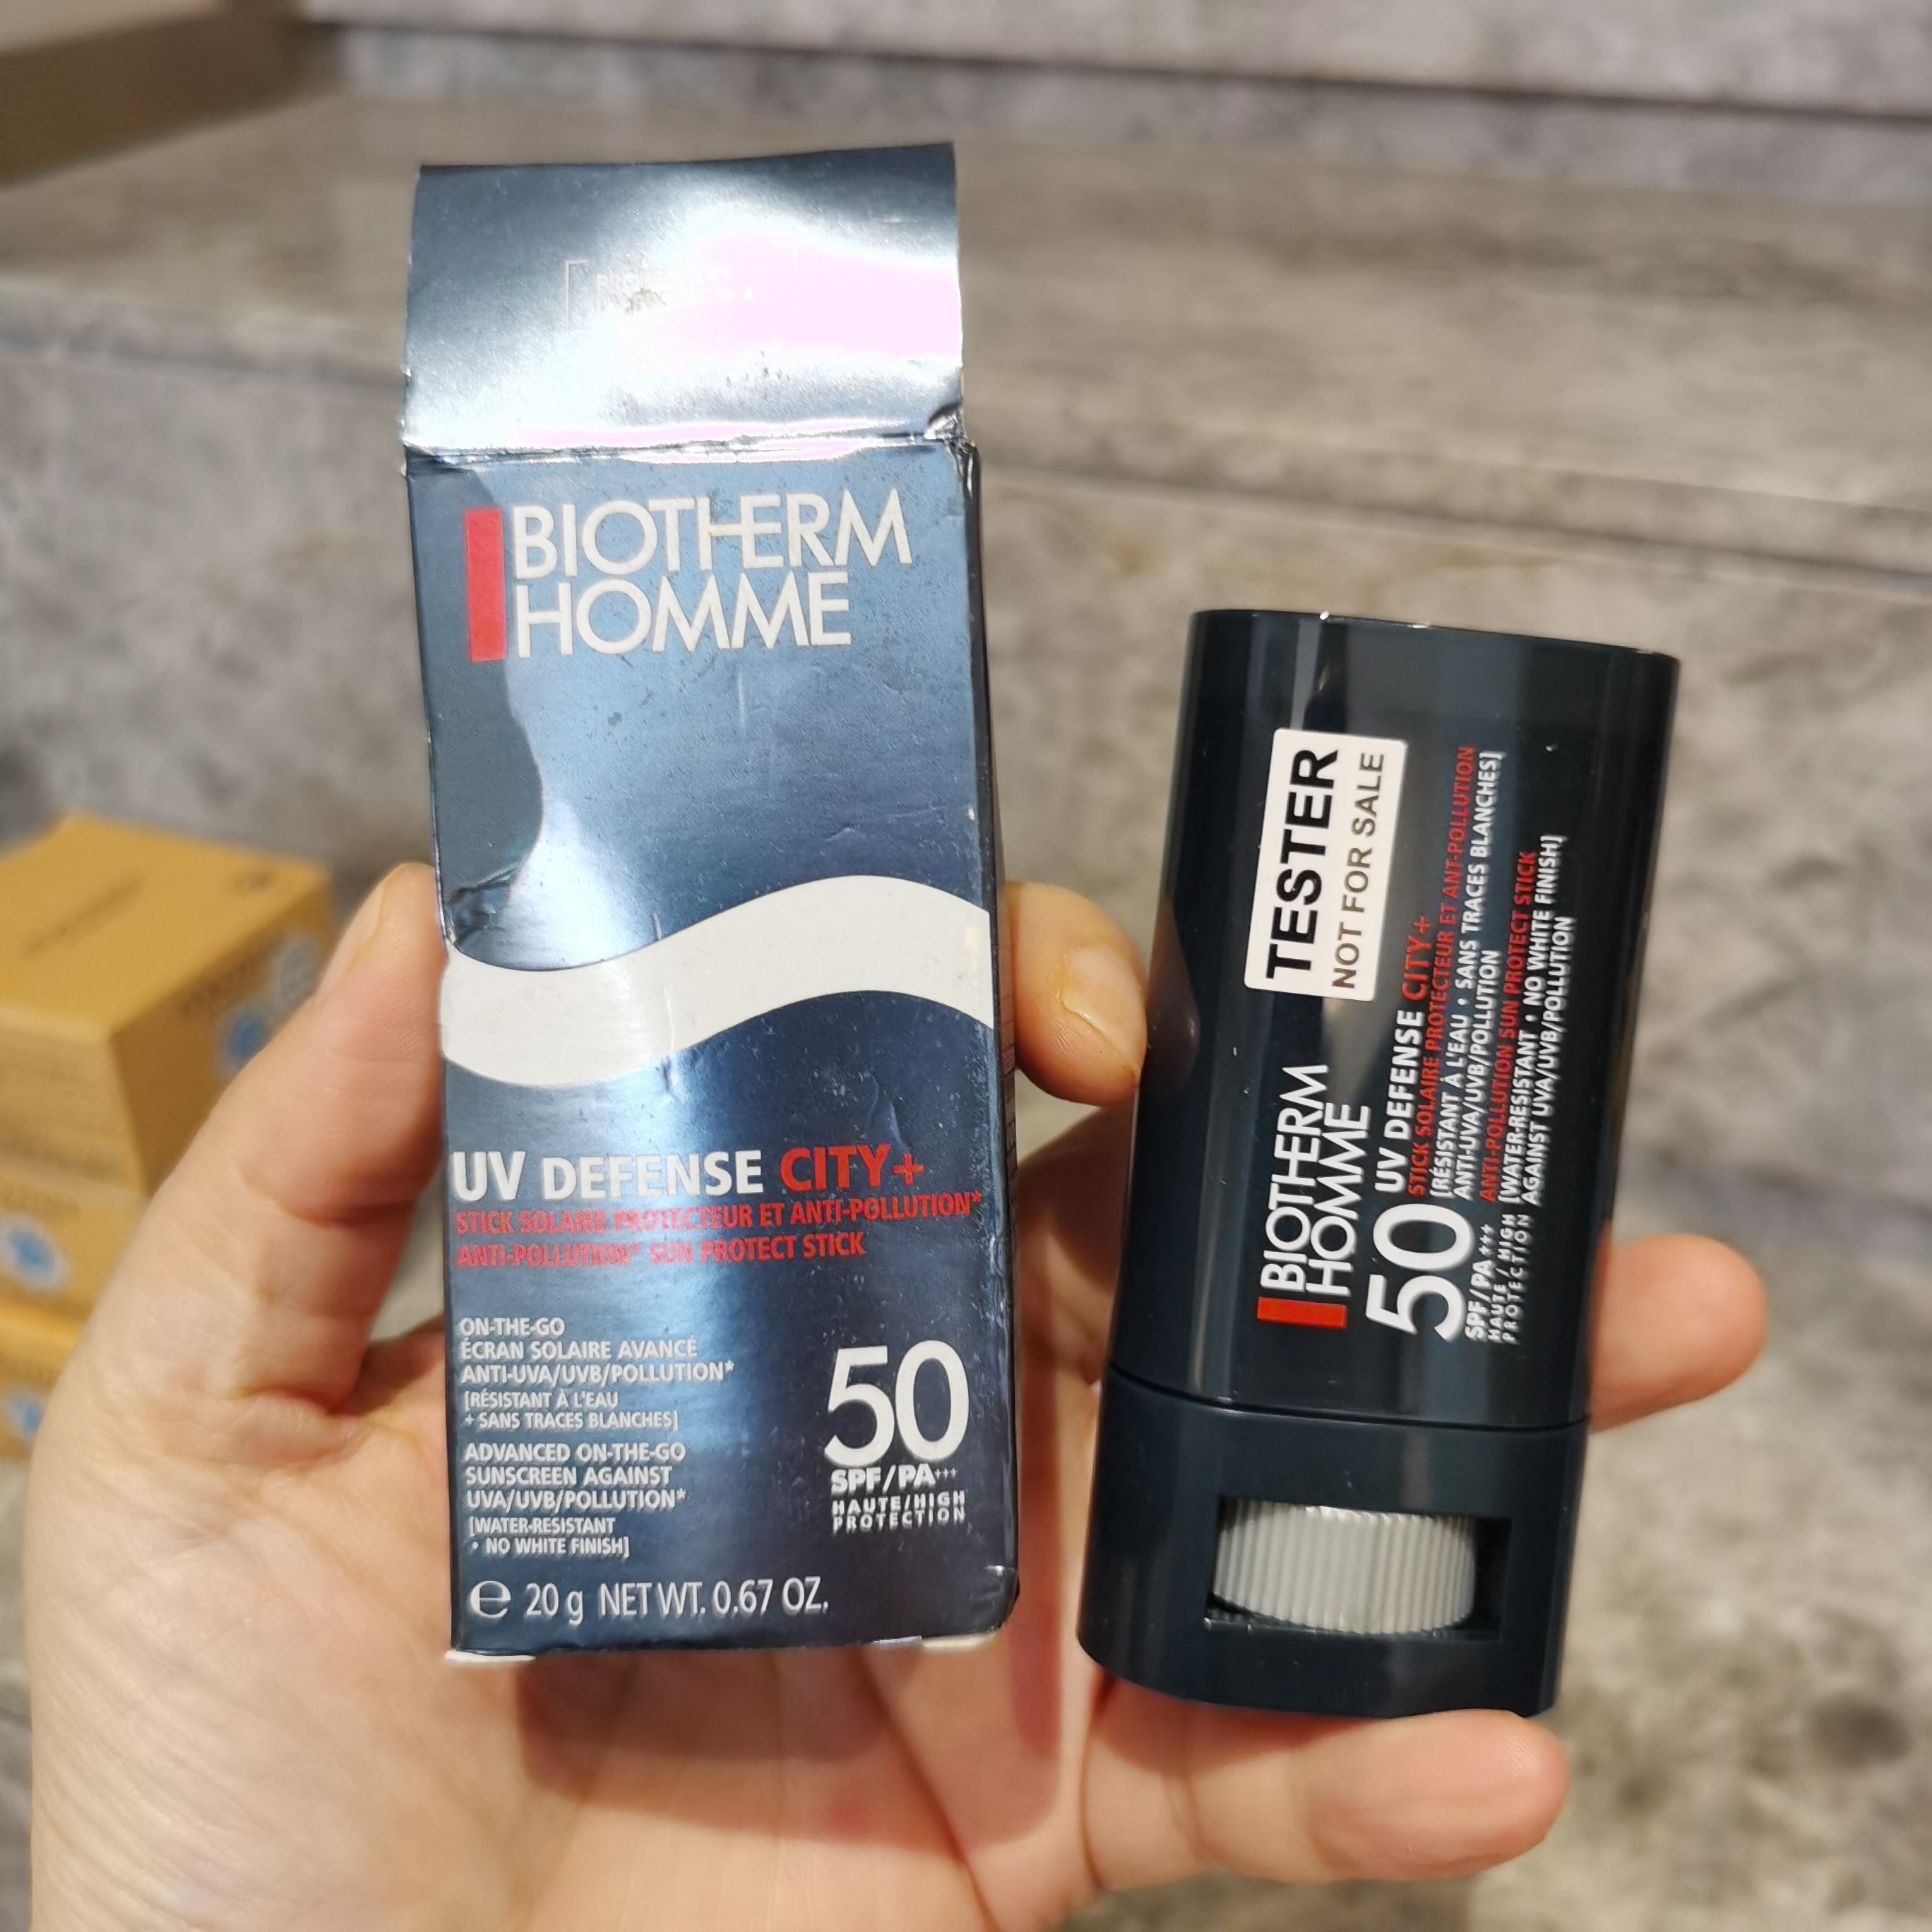 BIOTHERM
HOMME
UV DEFENSE CITY+
STICK SOLAIRE PROTECTEUR ET ANTI-POLLUTION*
ANTI-POLLUTION* SUN PROTECT STICK
ON-THE-GO
ÉCRAN SOLAIRE AVANCÉ
ANTI-UVA/UVB/POLLUTION*
[RÉSISTANT À L'EAU
+ SANS TRACES BLANCHES]
ADVANCED ON-THE-GO
SUNSCREEN AGAINST
UVA/UVB/POLLUTION*
[WATER-RESISTANT
• NO WHITE FINISH]
50
SPF/PA+++
HAUTE/HIGH
PROTECTION
e 20 g NET WT. 0.67 OZ.
TESTER
NOT FOR SALE
BIOTHERM
HOMME
50
SPF/PA+++
HAUTE / HIGH
PROTECTION
UV DEFENSE CITY+
STICK SOLAIRE PROTECTEUR ET ANT-POLLUTION
[RÉSISTANT À L'EAU • SANS TRACES BLANCHES]
ANTI-UVA/UVB/POLLUTION
ANTI-POLLUTION SUN PROTECT STICK
[WATER-RESISTANT • NO WHITE FINISH]
AGAINST UVA/UVB/POLLUTION